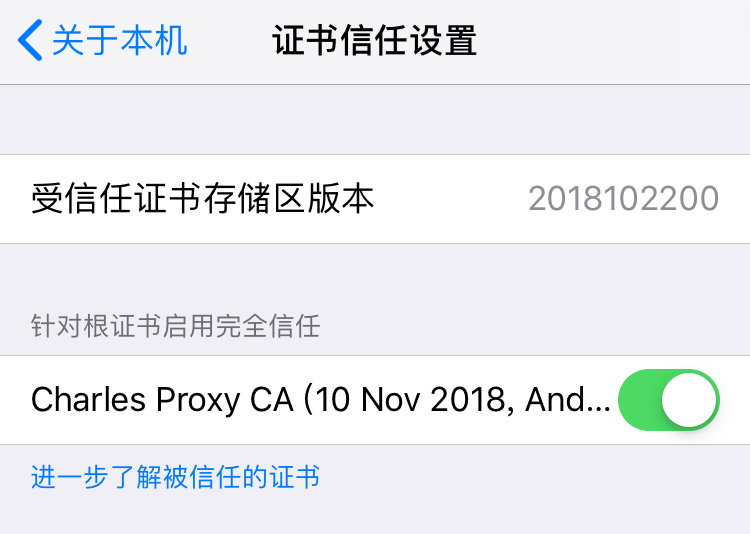 关于本机
证书信任设置
受信任证书存储区版本 2018102200
针对根证书启用完全信任
Charles Proxy CA (10 Nov 2018, And...
进一步了解被信任的证书